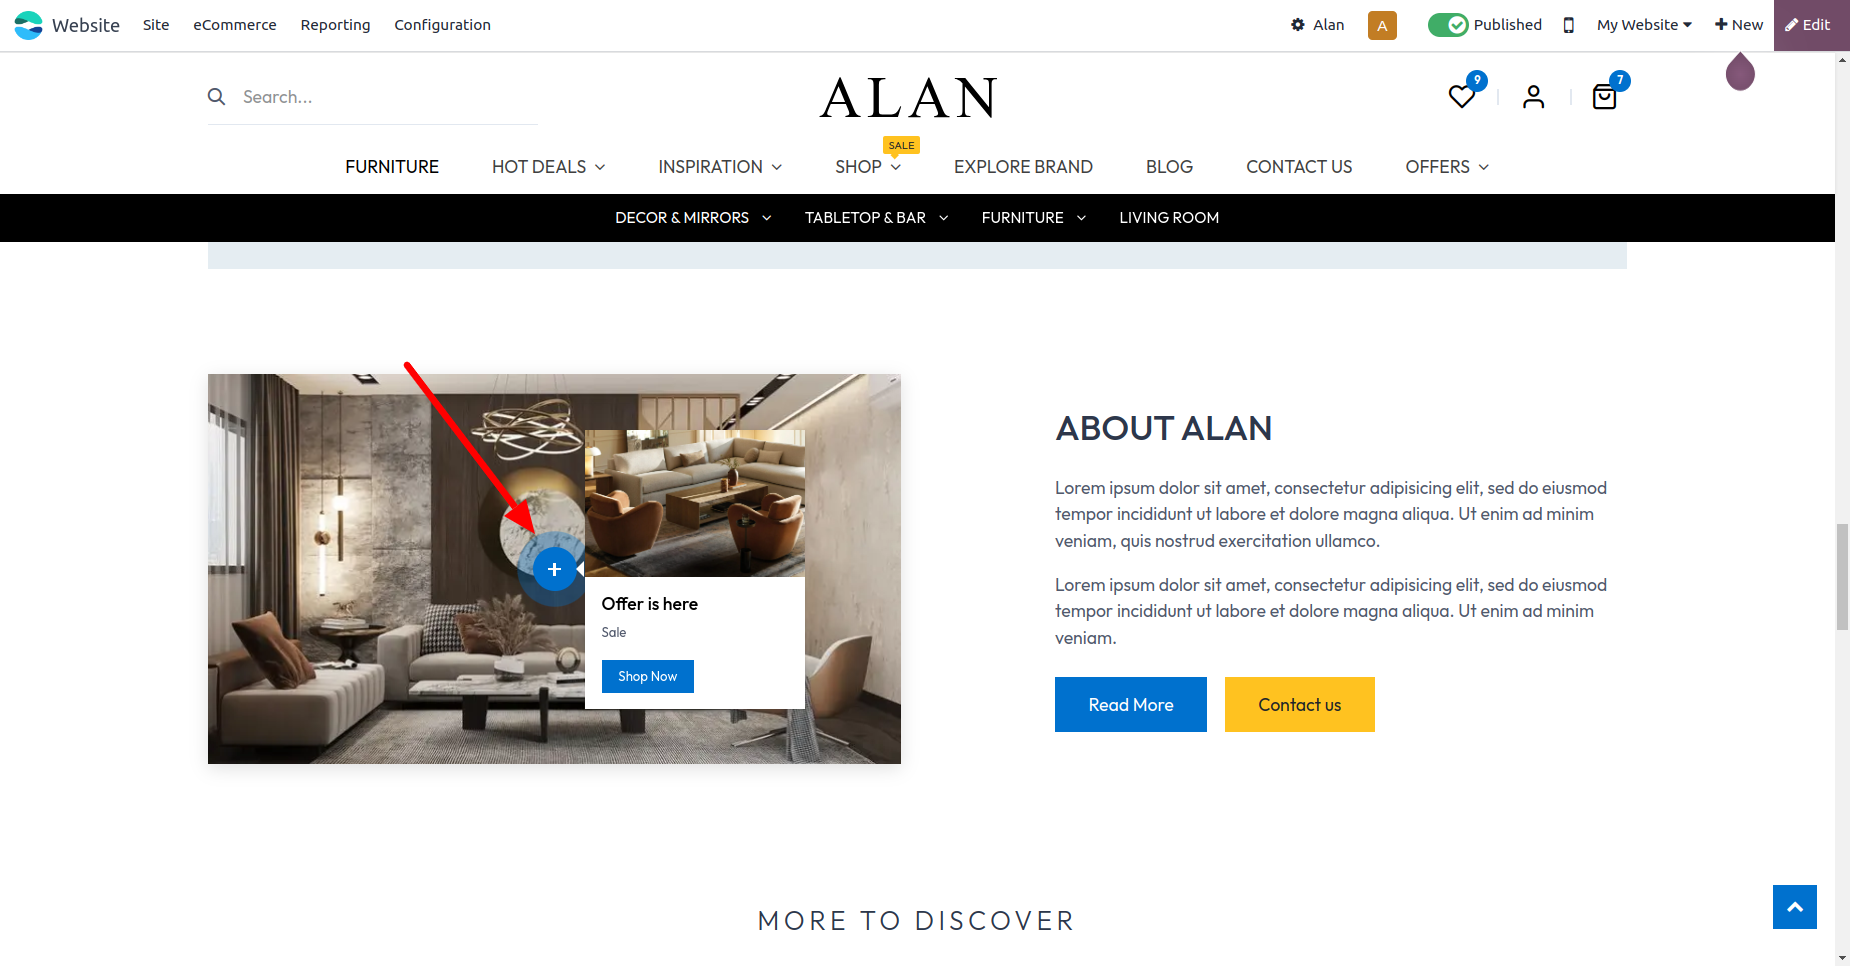 Website Site eCommerce Reporting Configuration Alan A Published My Website New Edit
Search... ALAN 9 7
SALE
FURNITURE HOT DEALS INSPIRATION SHOP EXPLORE BRAND BLOG CONTACT US OFFERS
DECOR & MIRRORS TABLETOP & BAR FURNITURE LIVING ROOM
Offer is here
Sale
Shop Now
ABOUT ALAN
Lorem ipsum dolor sit amet, consectetur adipisicing elit, sed do eiusmod
tempor incididunt ut labore et dolore magna aliqua. Ut enim ad minim
veniam, quis nostrud exercitation ullamco.
Lorem ipsum dolor sit amet, consectetur adipisicing elit, sed do eiusmod
tempor incididunt ut labore et dolore magna aliqua. Ut enim ad minim
veniam.
Read More Contact us
MORE TO DISCOVER